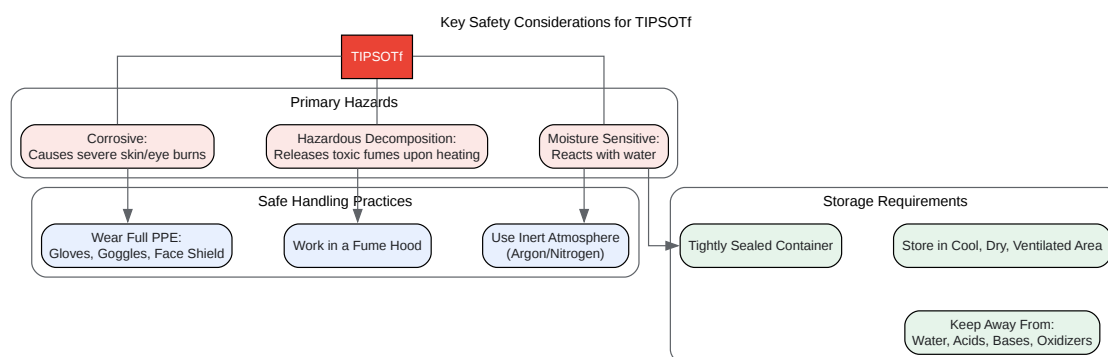 Key Safety Considerations for TIPSOTf
TIPSOTf
Primary Hazards
Corrosive:
Causes severe skin/eye burns
Hazardous Decomposition:
Releases toxic fumes upon heating
Moisture Sensitive:
Reacts with water
Safe Handling Practices
Wear Full PPE:
Gloves, Goggles, Face Shield
Work in a Fume Hood
Use Inert Atmosphere
(Argon/Nitrogen)
Storage Requirements
Tightly Sealed Container
Store in Cool, Dry, Ventilated Area
Keep Away From:
Water, Acids, Bases, Oxidizers